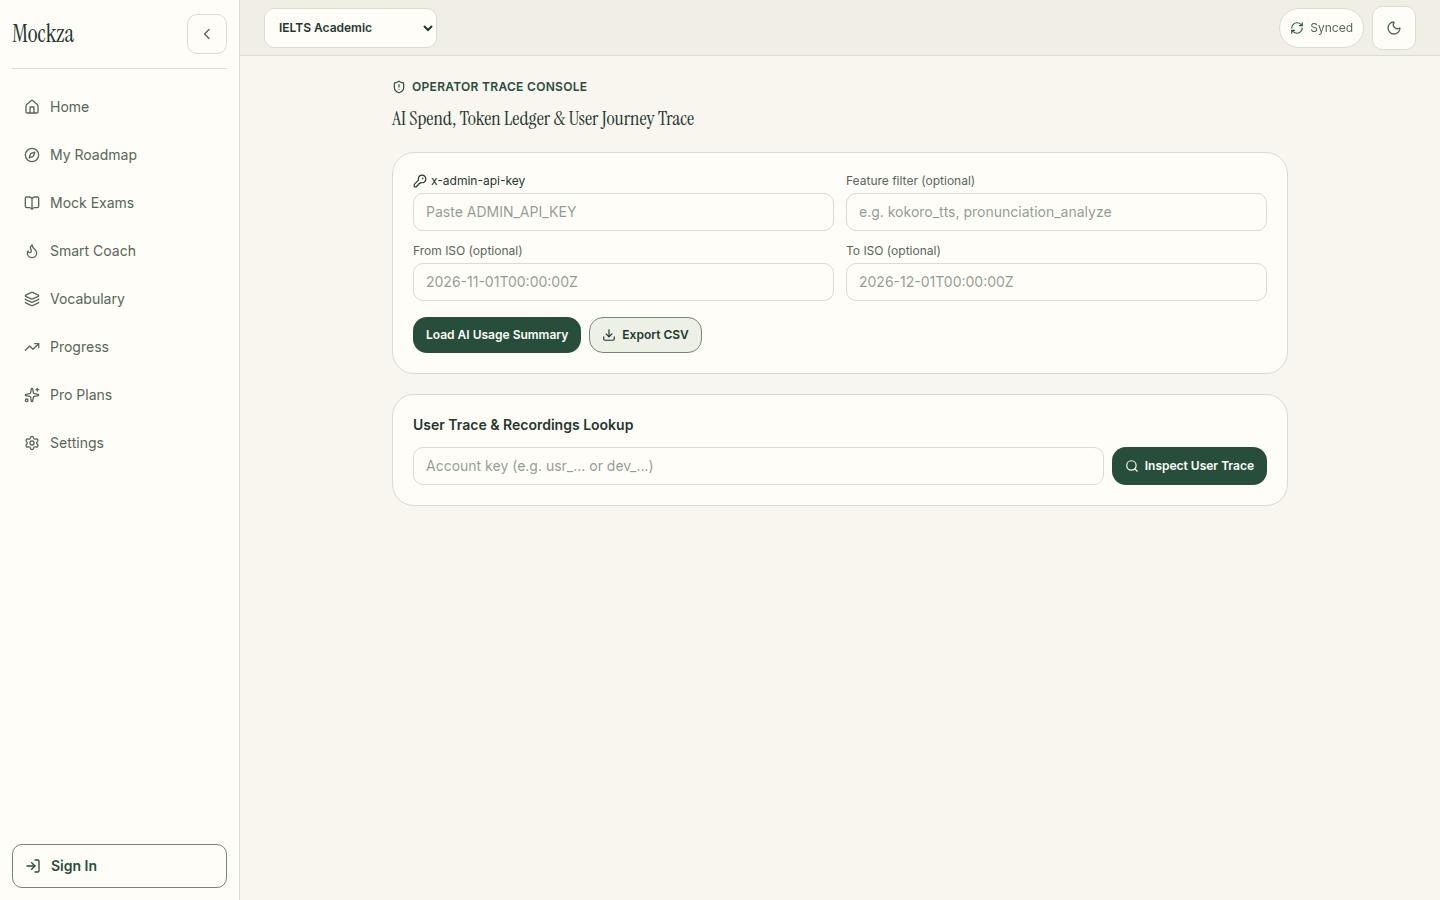 Mockza
Home
My Roadmap
Mock Exams
Smart Coach
Vocabulary
Progress
Pro Plans
Settings
Sign In
IELTS Academic
Synced
OPERATOR TRACE CONSOLE
AI Spend, Token Ledger & User Journey Trace
x-admin-api-key
Feature filter (optional)
Paste ADMIN_API_KEY
e.g. kokoro_tts, pronunciation_analyze
From ISO (optional)
To ISO (optional)
2026-11-01T00:00:00Z
2026-12-01T00:00:00Z
Load AI Usage Summary
Export CSV
User Trace & Recordings Lookup
Account key (e.g. usr_... or dev_...)
Inspect User Trace